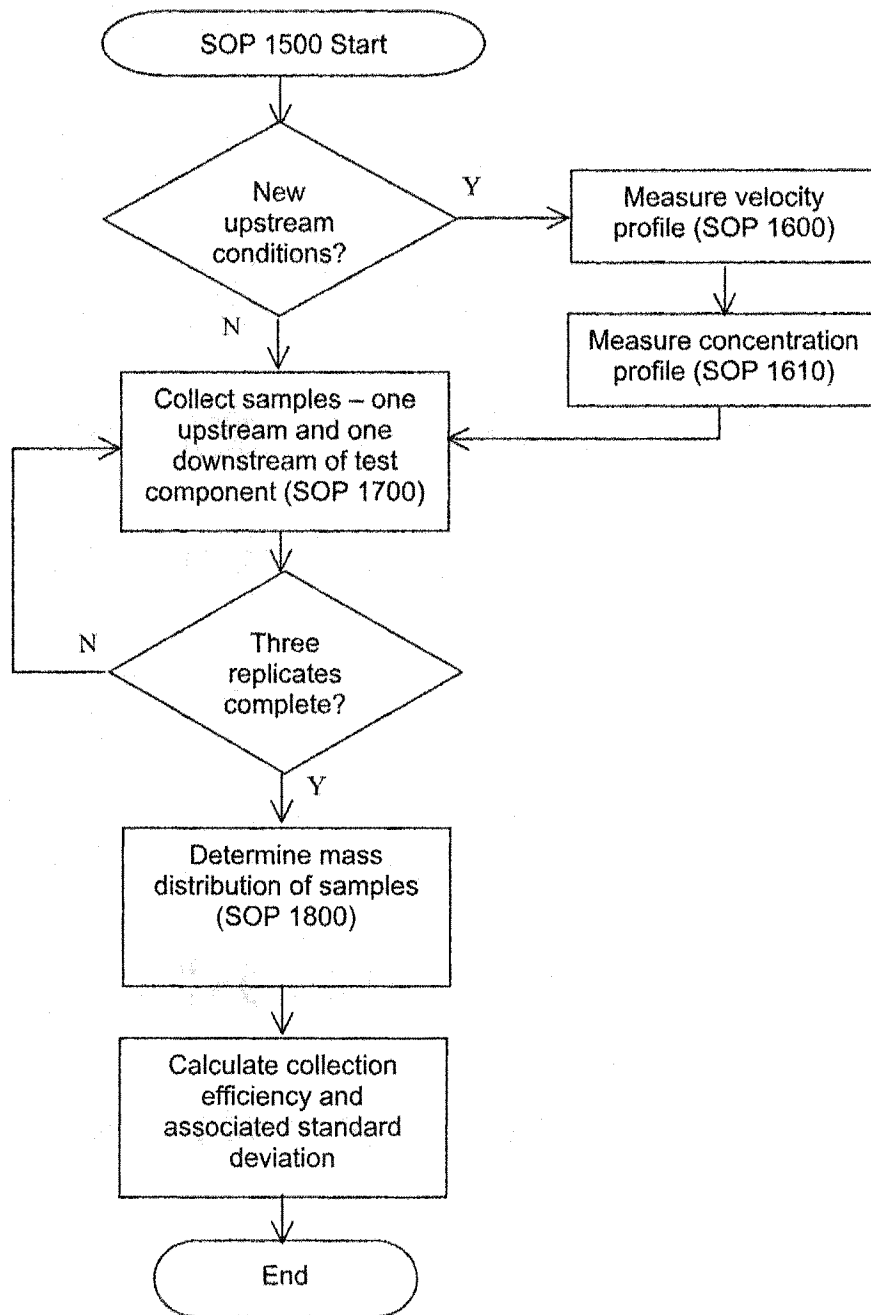 SOP 1500 Start
New
upstream
conditions?
Y
Measure velocity
profile (SOP 1600)
Measure concentration
profile (SOP 1610)
N
Collect samples – one
upstream and one
downstream of test
component (SOP 1700)
Three
replicates
complete?
N
Y
Determine mass
distribution of samples
(SOP 1800)
Calculate collection
efficiency and
associated standard
deviation
End